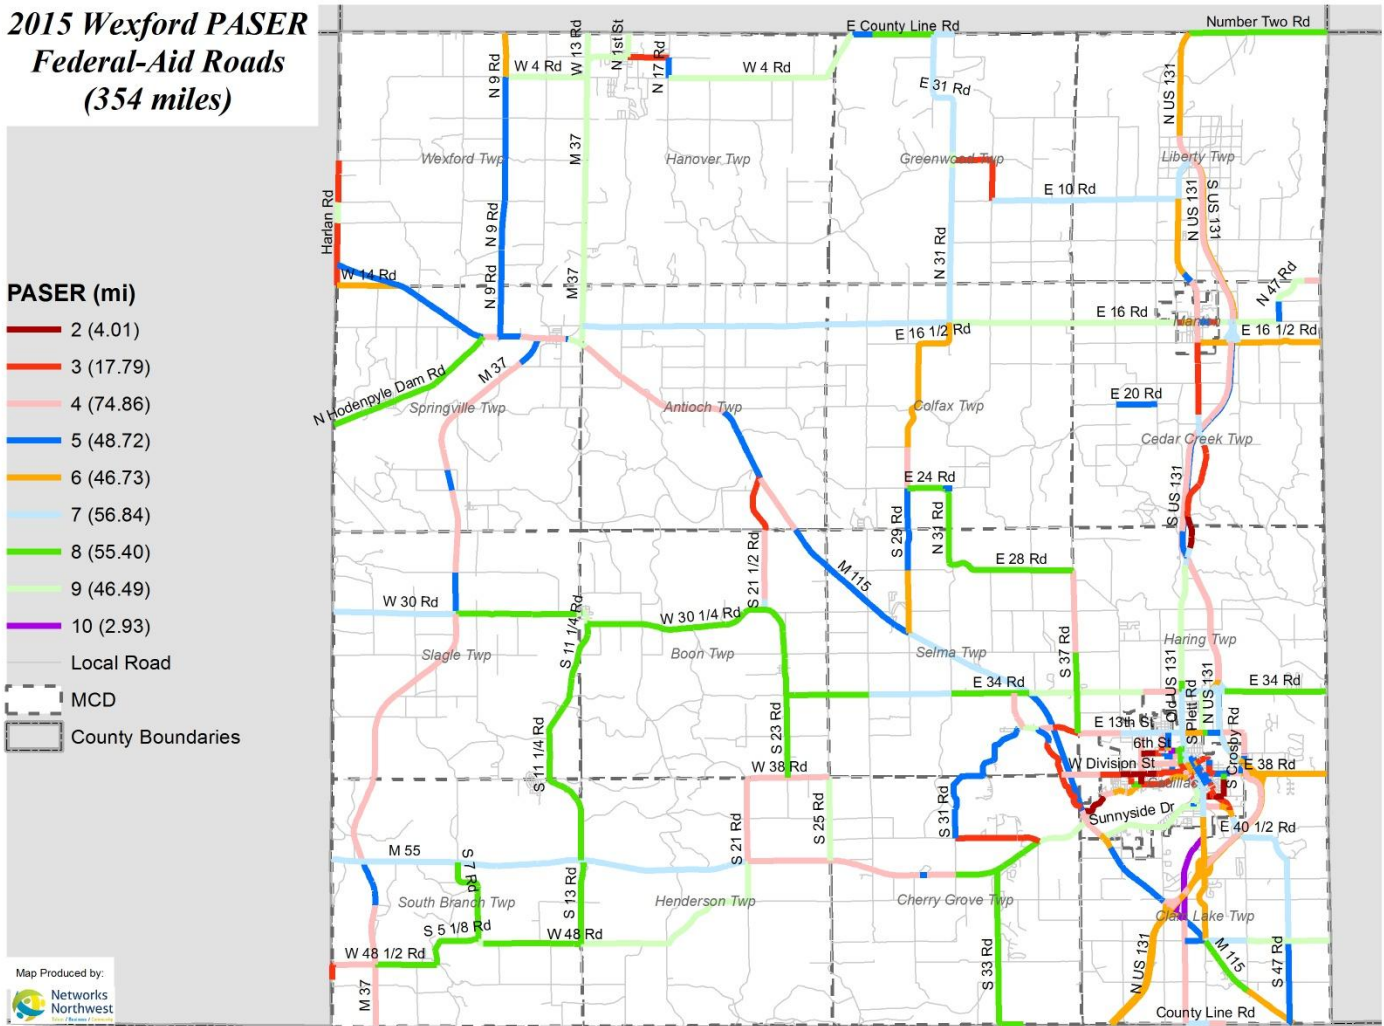 2015 Wexford PASER
Federal-Aid Roads
(354 miles)
PASER (mi)
2 (4.01)
3 (17.79)
4 (74.86)
5 (48.72)
6 (46.73)
7 (56.84)
8 (55.40)
9 (46.49)
10 (2.93)
Local Road
MCD
County Boundaries
Map Produced by:
Networks
Northwest
E County Line Rd
Number Two Rd
N 9 Rd
W 4 Rd
W 13 Rd
N 1st St
N 17 Rd
W 4 Rd
E 31 Rd
N US 131
Wexford Twp
M 37
Hanover Twp
Greenwood Twp
Liberty Twp
Harlan Rd
N 9 Rd
E 10 Rd
N US 131
S US 131
W 14 Rd
N 9 Rd
M 37
N 31 Rd
N 47 Rd
E 16 1/2 Rd
E 16 Rd
Manton
E 16 1/2 Rd
N Hodenpyle Dam Rd
M 37
Springville Twp
Antioch Twp
Colfax Twp
E 20 Rd
Cedar Creek Twp
E 24 Rd
S 29 Rd
N 31 Rd
S US 131
S 21 1/2 Rd
M 115
E 28 Rd
W 30 Rd
S 11 1/4 Rd
W 30 1/4 Rd
Slagle Twp
Boon Twp
Selma Twp
S 37 Rd
Haring Twp
E 34 Rd
Old US 131
S Plett Rd
N US 131
E 34 Rd
S 11 1/4 Rd
S 23 Rd
E 13th St
6th St
S Crosby Rd
W 38 Rd
W Division St
E 38 Rd
Cadillac
S 21 Rd
S 25 Rd
S 31 Rd
Sunnyside Dr
E 40 1/2 Rd
M 55
S 7 Rd
S 13 Rd
South Branch Twp
Henderson Twp
Cherry Grove Twp
Clam Lake Twp
S 5 1/8 Rd
W 48 Rd
W 48 1/2 Rd
M 37
S 33 Rd
N US 131
M 115
S 47 Rd
County Line Rd